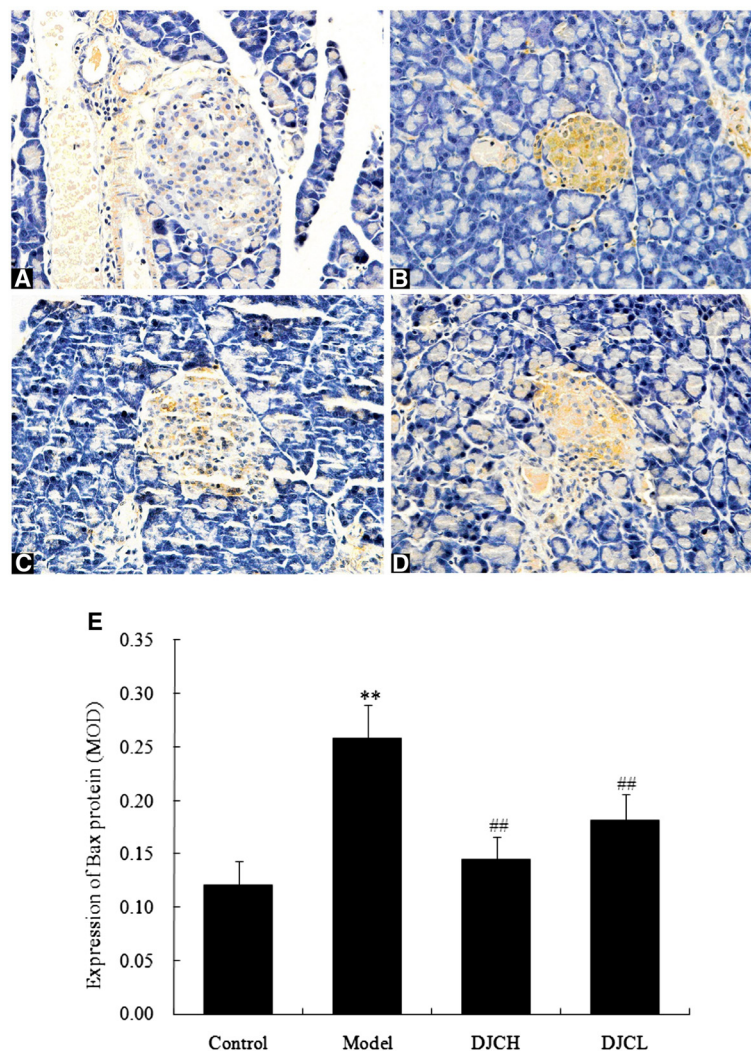 A
B
C
D
E
Expression of Bax protein (MOD)
0.35
0.30
0.25
0.20
0.15
0.10
0.05
0.00
**
##
##
Control Model DJCH DJCL